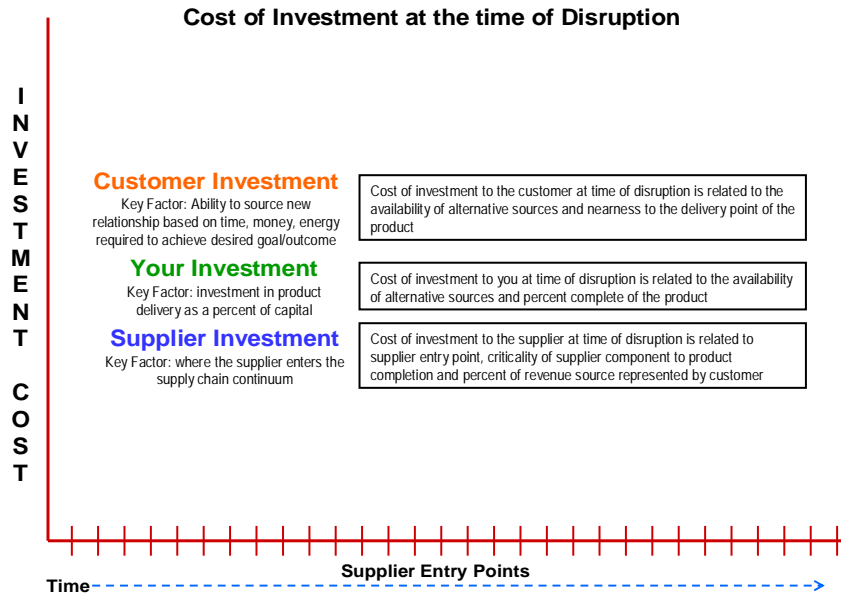 Cost of Investment at the time of Disruption
INVESTMENT COST
Customer Investment
Key Factor: Ability to source new
relationship based on time, money, energy
required to achieve desired goal/outcome
Cost of investment to the customer at time of disruption is related to the
availability of alternative sources and nearness to the delivery point of the
product
Your Investment
Key Factor: investment in product
delivery as a percent of capital
Cost of investment to you at time of disruption is related to the availability
of alternative sources and percent complete of the product
Supplier Investment
Key Factor: where the supplier enters the
supply chain continuum
Cost of investment to the supplier at time of disruption is related to
supplier entry point, criticality of supplier component to product
completion and percent of revenue source represented by customer
Supplier Entry Points
Time